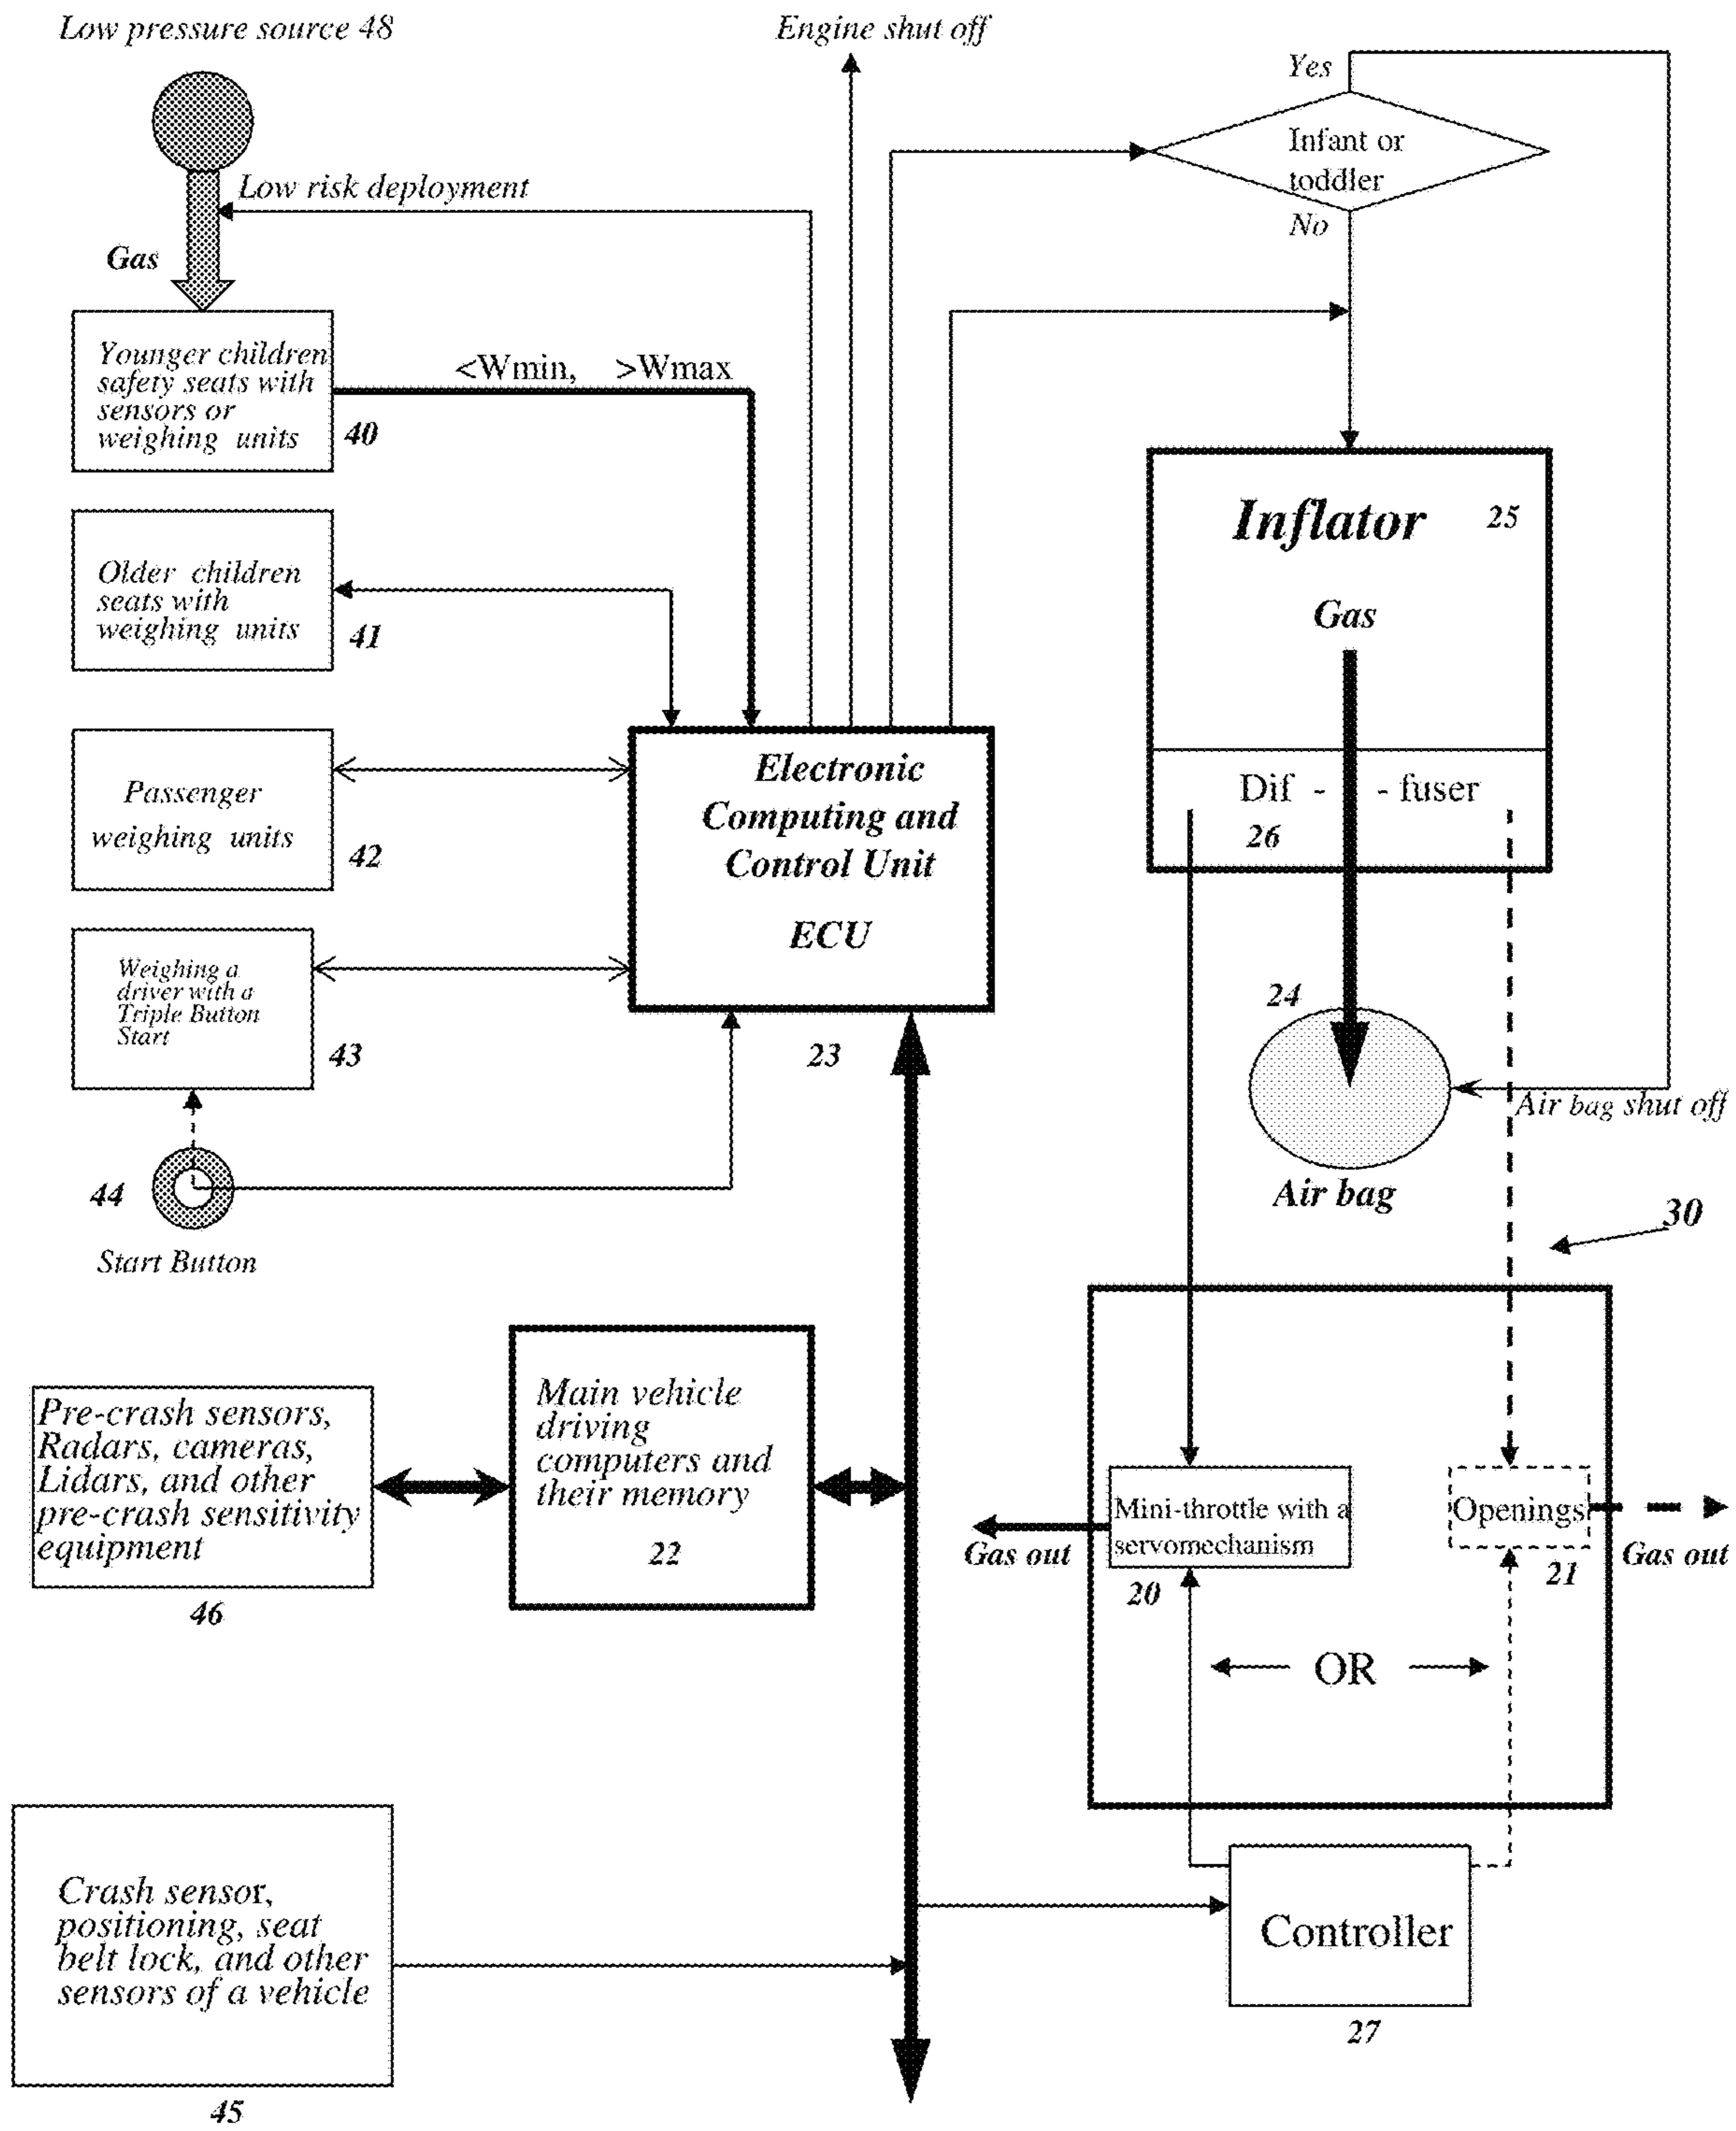 Low pressure source 48
Engine shut off
Yes
Infant or
toddler
No
Low risk deployment
Gas
Younger children
safety seats with
sensors or
weighing units
40
<Wmin, >Wmax
Older children
seats with
weighing units
41
Passenger
weighing units
42
Weighing a
driver with a
Triple Button
Start
43
44
Start Button
Electronic
Computing and
Control Unit
ECU
23
Inflator 25
Gas
Dif - - fuser
26
24
Air bag shut off
Air bag
30
Pre-crash sensors,
Radars, cameras,
Lidars, and other
pre-crash sensitivity
equipment
46
Main vehicle
driving
computers and
their memory
22
Mini-throttle with a
servomechanism
20
Gas out
Openings
21
Gas out
OR
Crash sensor,
positioning, seat
belt lock, and other
sensors of a vehicle
45
Controller
27